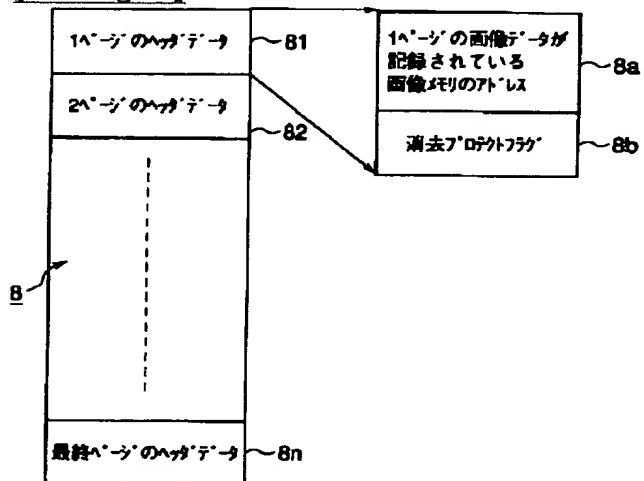 1ページのヘッダデータ
81
2ページのヘッダデータ
82
8
最終ページのヘッダデータ
8n
1ページの画像データが
記録されている
画像メモリのアドレス
8a
消去プロテクトフラグ
8b